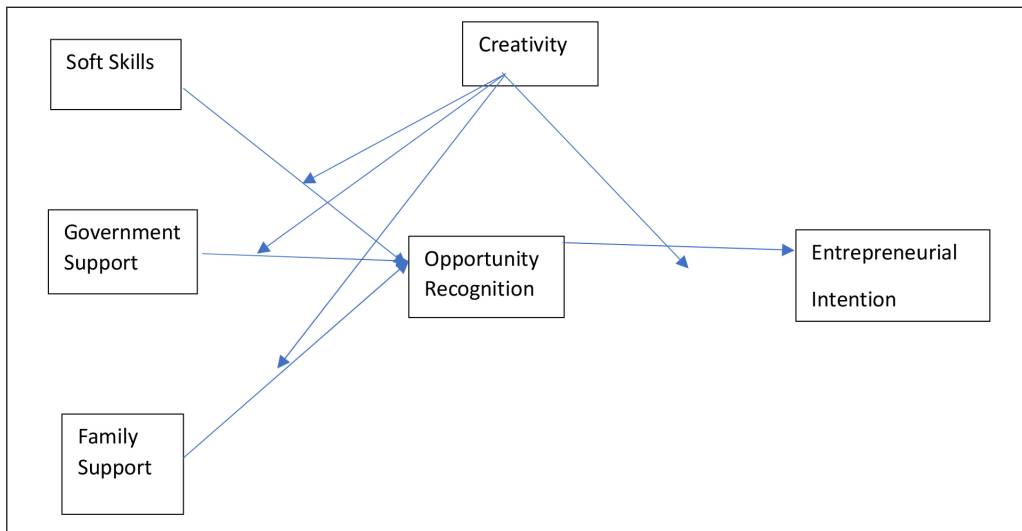 Soft Skills
Creativity
Government
Support
Opportunity
Recognition
Entrepreneurial
Intention
Family
Support